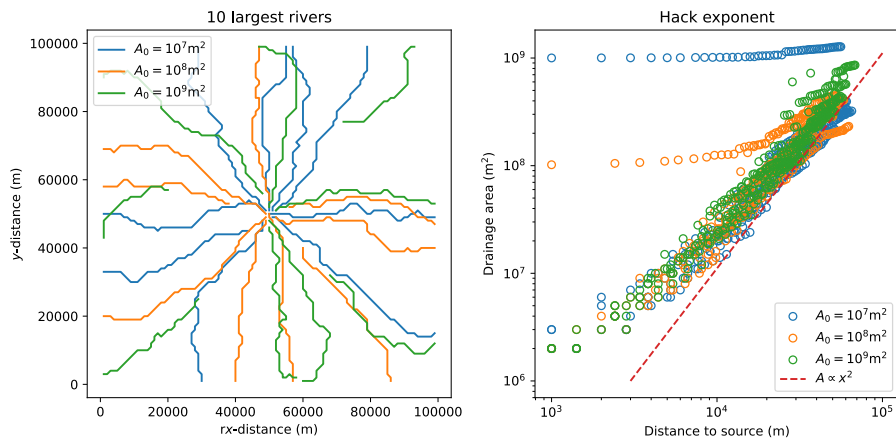 10 largest rivers
A₀ = 10⁷m²
A₀ = 10⁸m²
A₀ = 10⁹m²
100000
80000
60000
40000
20000
0
y-distance (m)
0 20000 40000 60000 80000 100000
rx-distance (m)
Hack exponent
10⁹
10⁸
10⁷
10⁶
Drainage area (m²)
A₀ = 10⁷m²
A₀ = 10⁸m²
A₀ = 10⁹m²
A ∝ x²
10³ 10⁴ 10⁵
Distance to source (m)